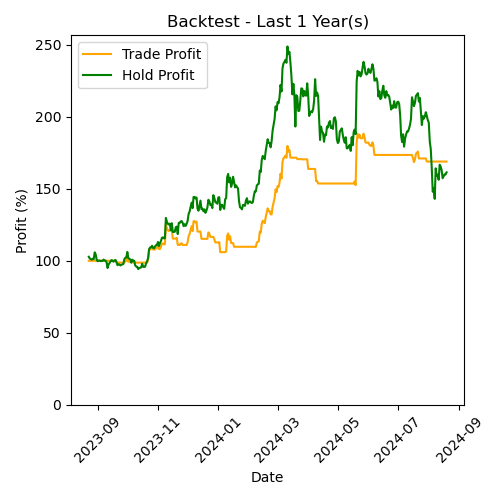 Backtest - Last 1 Year(s)
Trade Profit
Hold Profit
Profit (%)
250
200
150
100
50
0
2023-09
2023-11
2024-01
2024-03
2024-05
2024-07
2024-09
Date